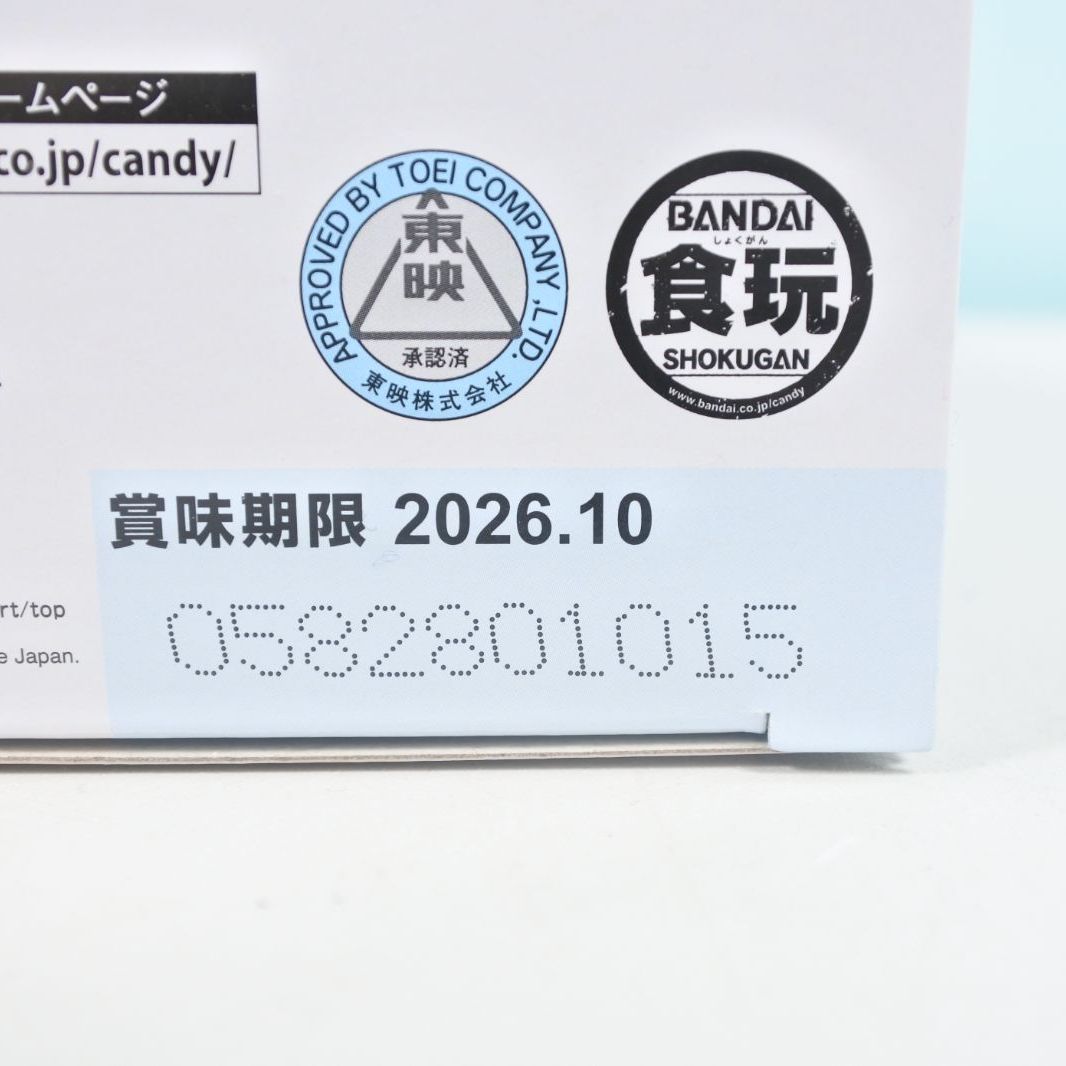 ームページ
co.jp/candy/
APPROVED BY TOEI COMPANY ,LTD.
東映
承認済
東映株式会社
BANDAI
しょくがん
食玩
SHOKUGAN
www.bandai.co.jp/candy
賞味期限 2026.10
rt/top
0582801015
e Japan.